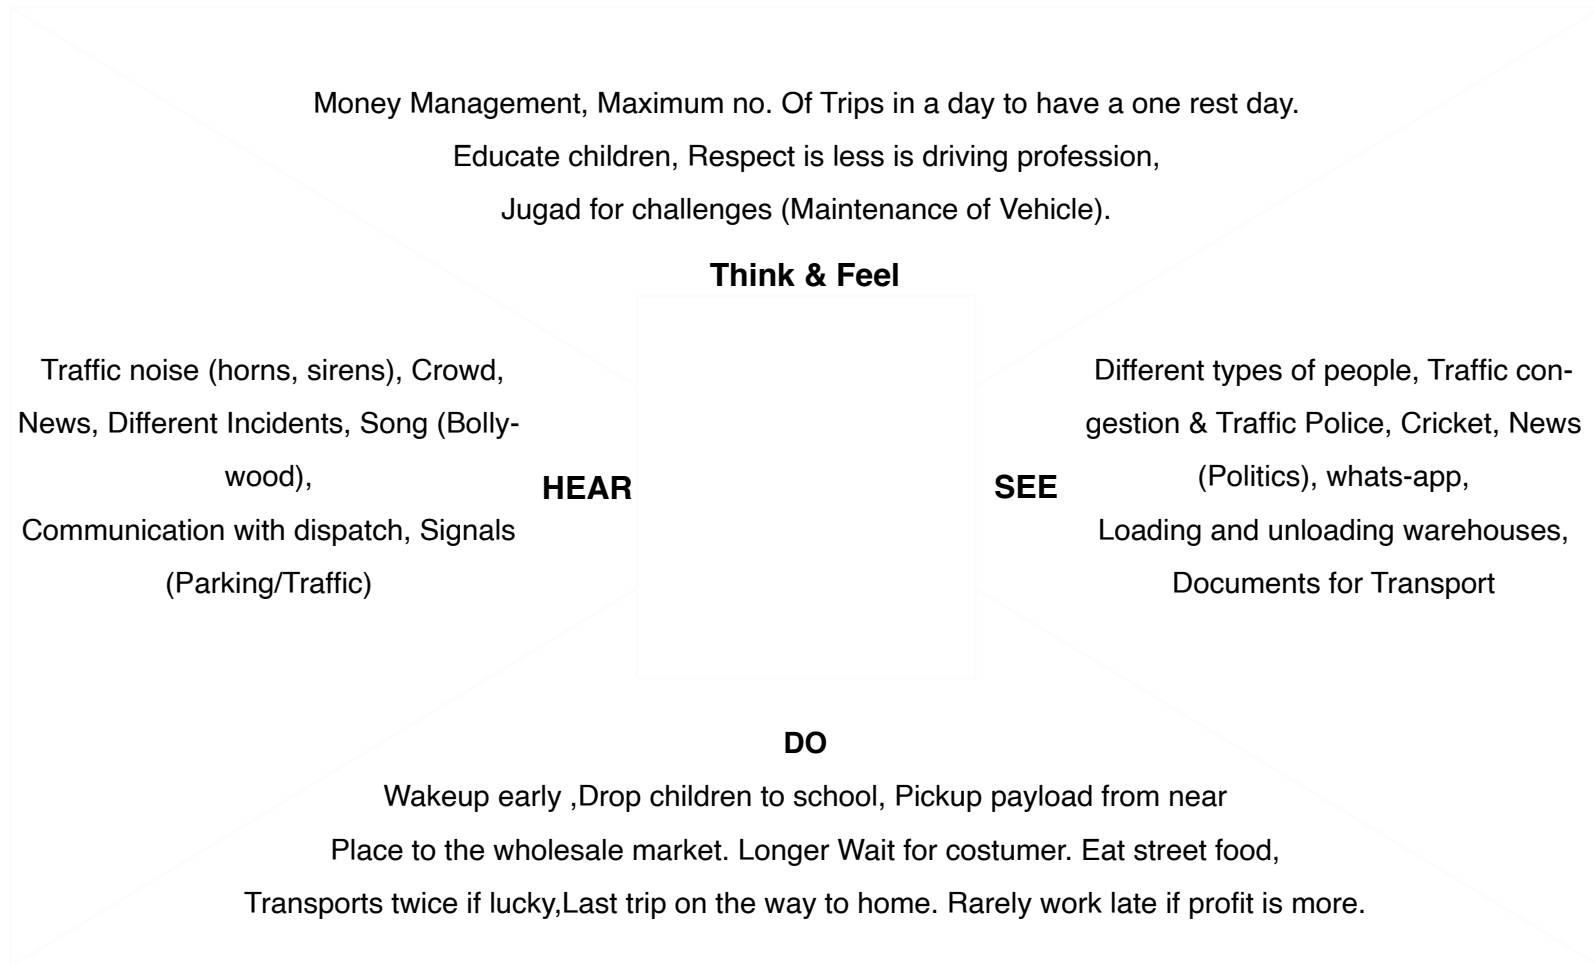 Money Management, Maximum no. Of Trips in a day to have a one rest day.
Educate children, Respect is less is driving profession,
Jugad for challenges (Maintenance of Vehicle).
Think & Feel
Traffic noise (horns, sirens), Crowd,
News, Different Incidents, Song (Bolly-
wood),
Communication with dispatch, Signals
(Parking/Traffic)
HEAR
SEE
Different types of people, Traffic con-
gestion & Traffic Police, Cricket, News
(Politics), whats-app,
Loading and unloading warehouses,
Documents for Transport
DO
Wakeup early ,Drop children to school, Pickup payload from near
Place to the wholesale market. Longer Wait for costumer. Eat street food,
Transports twice if lucky,Last trip on the way to home. Rarely work late if profit is more.